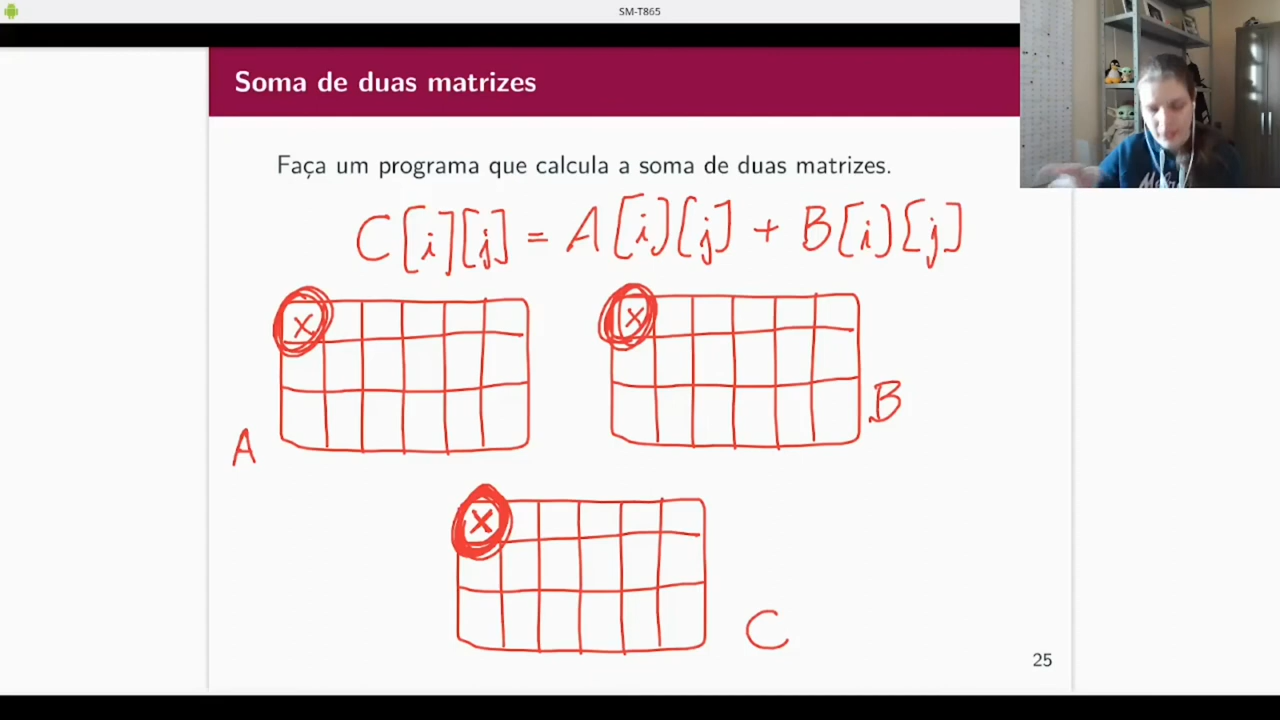 SM-T865
Soma de duas matrizes
Faça um programa que calcula a soma de duas matrizes.
C[i][j] = A[i][j] + B[i][j]
x
x
B
A
x
C
25